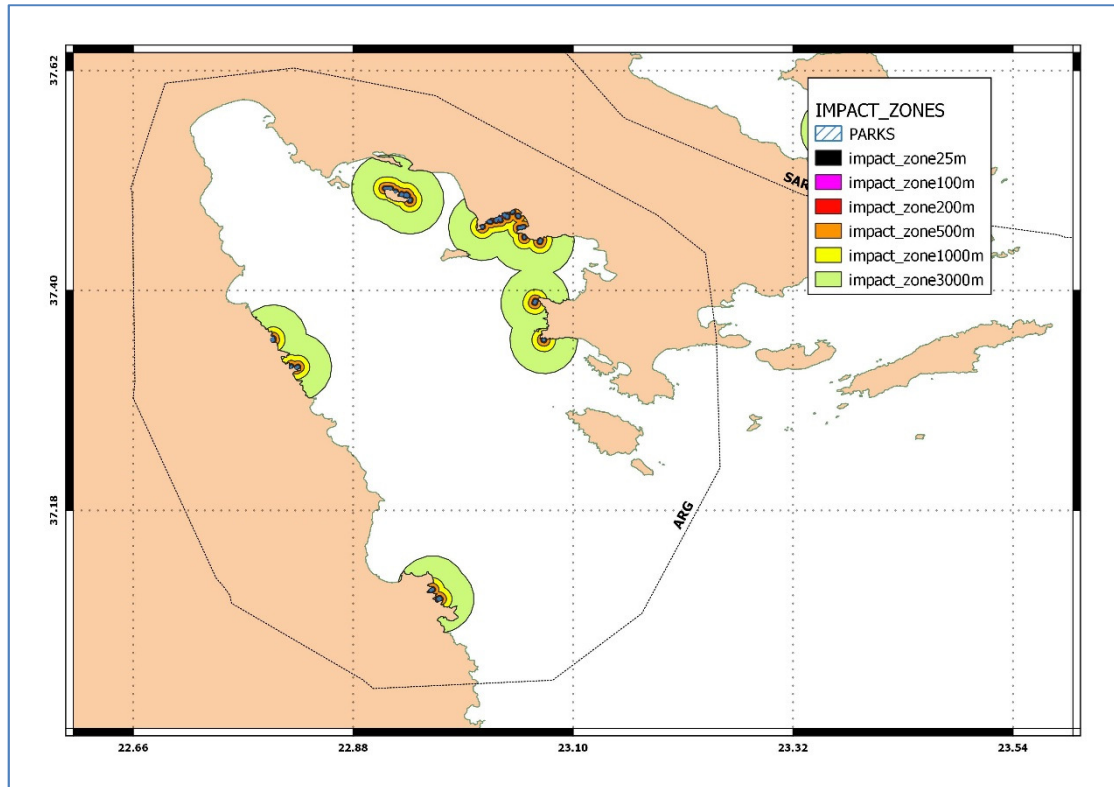 IMPACT_ZONES
PARKS
impact_zone25m
impact_zone100m
impact_zone200m
impact_zone500m
impact_zone1000m
impact_zone3000m
SAR
ARG
37.62
37.40
37.18
22.66
22.88
23.10
23.32
23.54